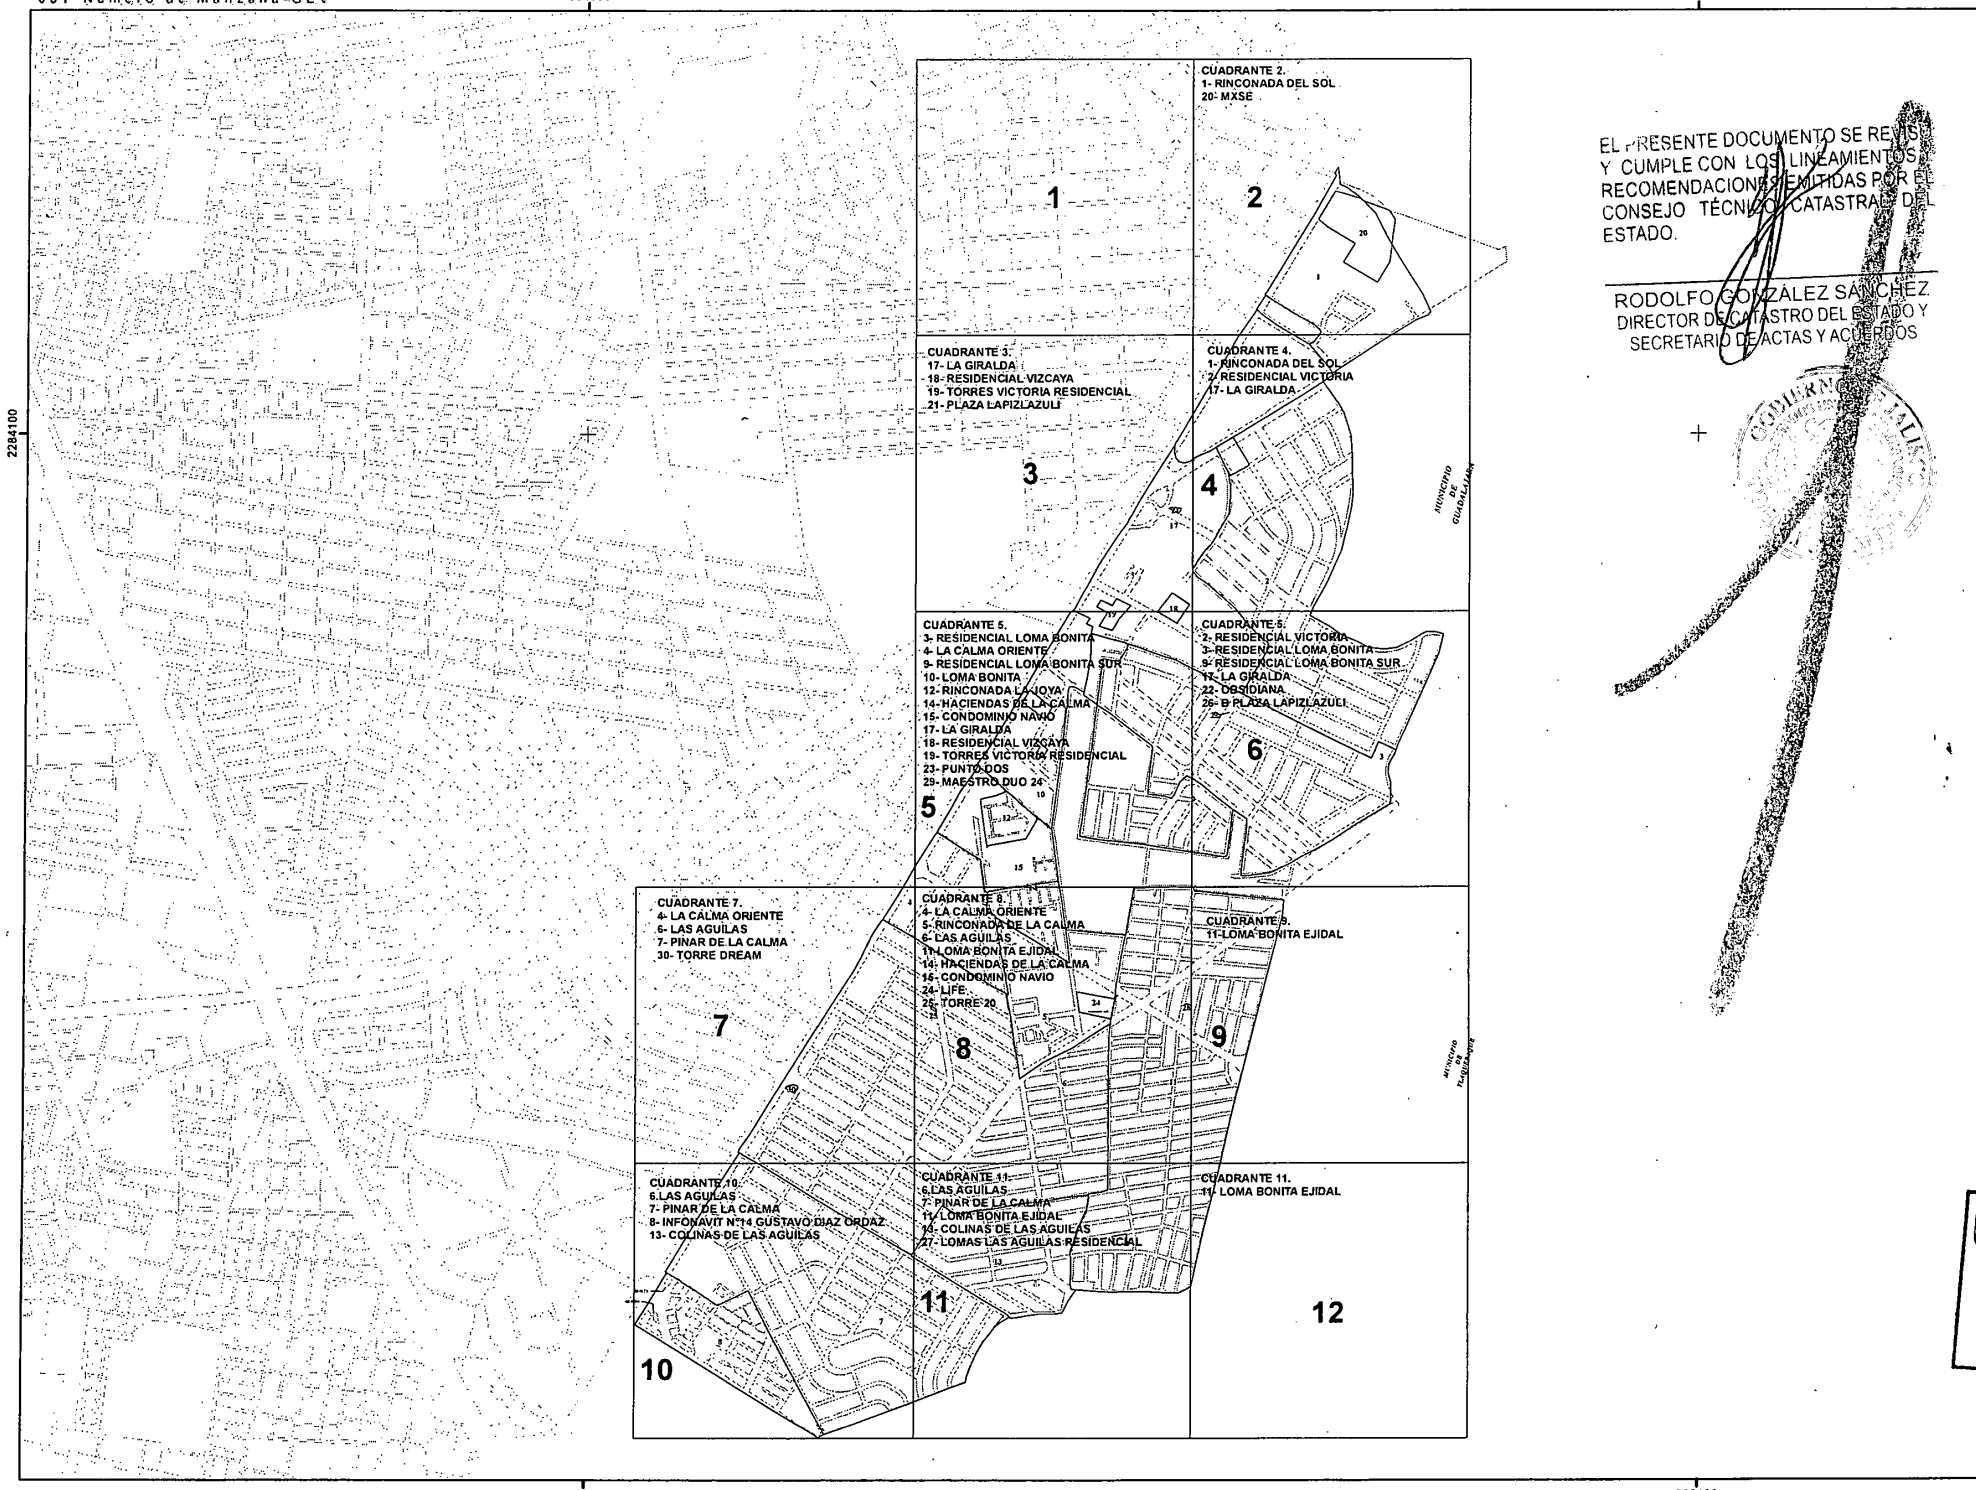 CUADRANTE 2.
1- RINCONADA DEL SOL
20- MXSE
1
2
20
EL PRESENTE DOCUMENTO SE REVISÓ
Y CUMPLE CON LOS LINEAMIENTOS
RECOMENDACIONES EMITIDAS POR EL
CONSEJO TÉCNICO CATASTRAL DEL
ESTADO.
RODOLFO GONZÁLEZ SÁNCHEZ
DIRECTOR DE CATASTRO DEL ESTADO Y
SECRETARIO DE ACTAS Y ACUERDOS
2284100
CUADRANTE 3.
17- LA GIRALDA
18- RESIDENCIAL VIZCAYA
19- TORRES VICTORIA RESIDENCIAL
21- PLAZA LAPIZLAZULI
CUADRANTE 4.
1- RINCONADA DEL SOL
2- RESIDENCIAL VICTORIA
17- LA GIRALDA
3
4
17
18
MUNICIPIO
DE
GUADALAJARA
CUADRANTE 5.
3- RESIDENCIAL LOMA BONITA
4- LA CALMA ORIENTE
9- RESIDENCIAL LOMA BONITA SUR
10- LOMA BONITA
12- RINCONADA LA JOYA
14- HACIENDAS DE LA CALMA
15- CONDOMINIO NAVIO
17- LA GIRALDA
18- RESIDENCIAL VIZCAYA
19- TORRES VICTORIA RESIDENCIAL
23- PUNTO DOS
29- MAESTRO DUO 24
5
10
12
15
CUADRANTE 6.
2- RESIDENCIAL VICTORIA
3- RESIDENCIAL LOMA BONITA
9- RESIDENCIAL LOMA BONITA SUR
17- LA GIRALDA
22- OBSIDIANA
26- B PLAZA LAPIZLAZULI
6
3
CUADRANTE 7.
4- LA CALMA ORIENTE
6- LAS AGUILAS
7- PINAR DE LA CALMA
30- TORRE DREAM
7
CUADRANTE 8.
4- LA CALMA ORIENTE
5- RINCONADA DE LA CALMA
6- LAS AGUILAS
11- LOMA BONITA EJIDAL
14- HACIENDAS DE LA CALMA
15- CONDOMINIO NAVIO
24- LIFE
25- TORRE 20
8
24
CUADRANTE 9.
11- LOMA BONITA EJIDAL
9
MUNICIPIO
DE
TLAQUEPAQUE
CUADRANTE 10.
6.LAS AGUILAS
7- PINAR DE LA CALMA
8- INFONAVIT N°14 GUSTAVO DIAZ ORDAZ
13- COLINAS DE LAS AGUILAS
10
CUADRANTE 11.
6.LAS AGUILAS
7- PINAR DE LA CALMA
11- LOMA BONITA EJIDAL
13- COLINAS DE LAS AGUILAS
27- LOMAS LAS AGUILAS RESIDENCIAL
13
11
7
CUADRANTE 11.
11- LOMA BONITA EJIDAL
12